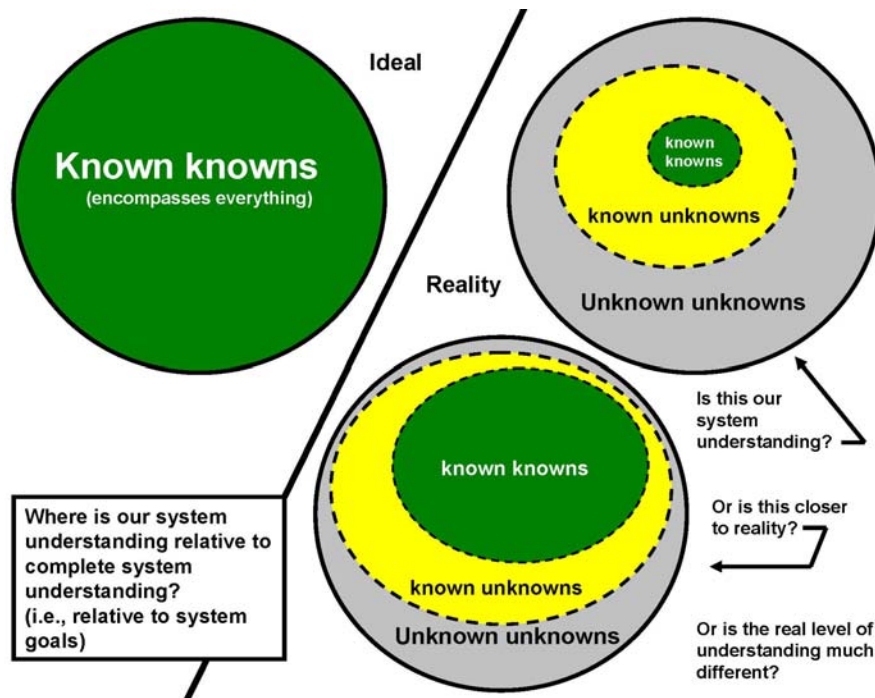 Ideal
Known knowns
(encompasses everything)
known
knowns
known unknowns
Unknown unknowns
Reality
Is this our
system
understanding?
known knowns
known unknowns
Unknown unknowns
Or is this closer
to reality?
Where is our system
understanding relative to
complete system
understanding?
(i.e., relative to system
goals)
Or is the real level of
understanding much
different?